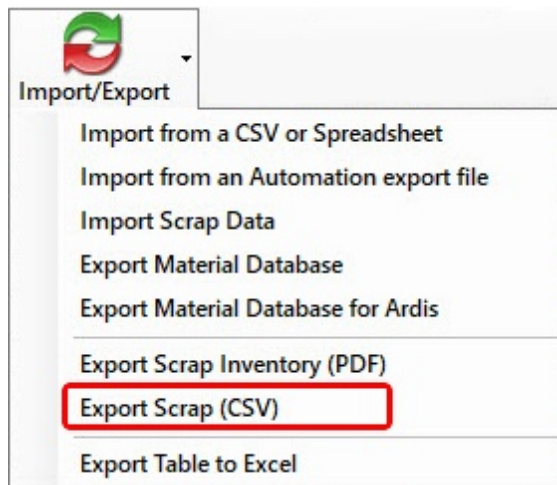 Import/Export
Import from a CSV or Spreadsheet
Import from an Automation export file
Import Scrap Data
Export Material Database
Export Material Database for Ardis
Export Scrap Inventory (PDF)
Export Scrap (CSV)
Export Table to Excel